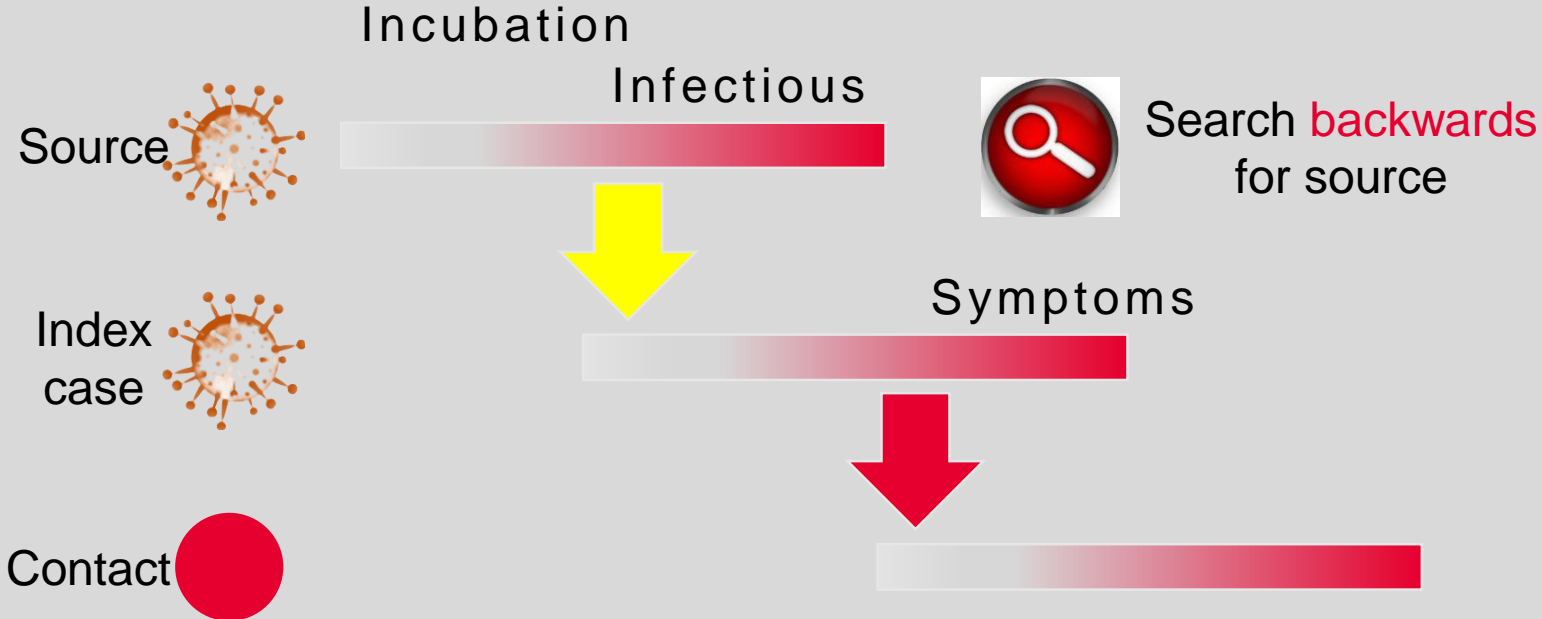 Incubation
Infectious
Source
Search backwards
for source
Symptoms
Index
case
Contact